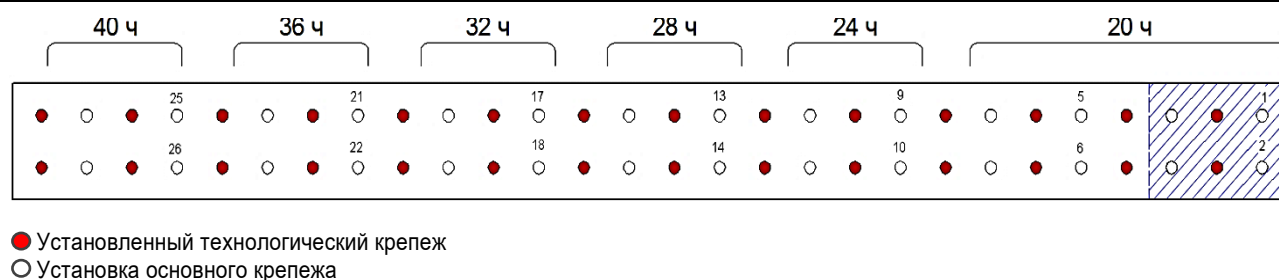 40 ч 36 ч 32 ч 28 ч 24 ч 20 ч
25 21 17 13 9 5 1
26 22 18 14 10 6 2
Установленный технологический крепеж
Установка основного крепежа